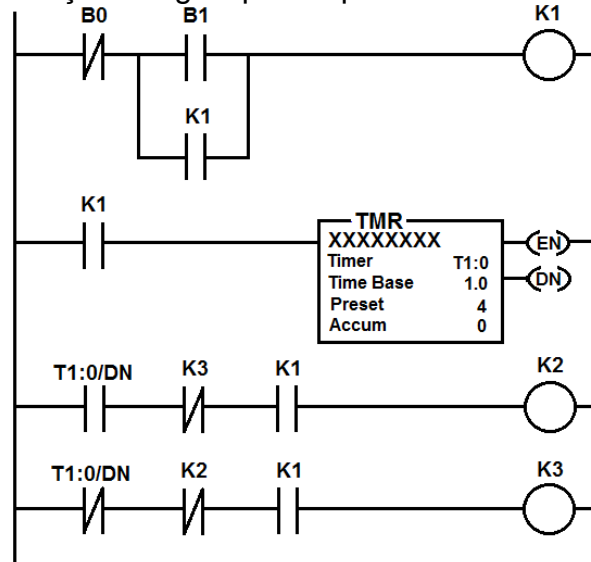 B0 B1 K1
K1
K1
TMR
XXXXXXXX
Timer T1:0
Time Base 1.0
Preset 4
Accum 0
EN
DN
T1:0/DN K3 K1 K2
T1:0/DN K2 K1 K3